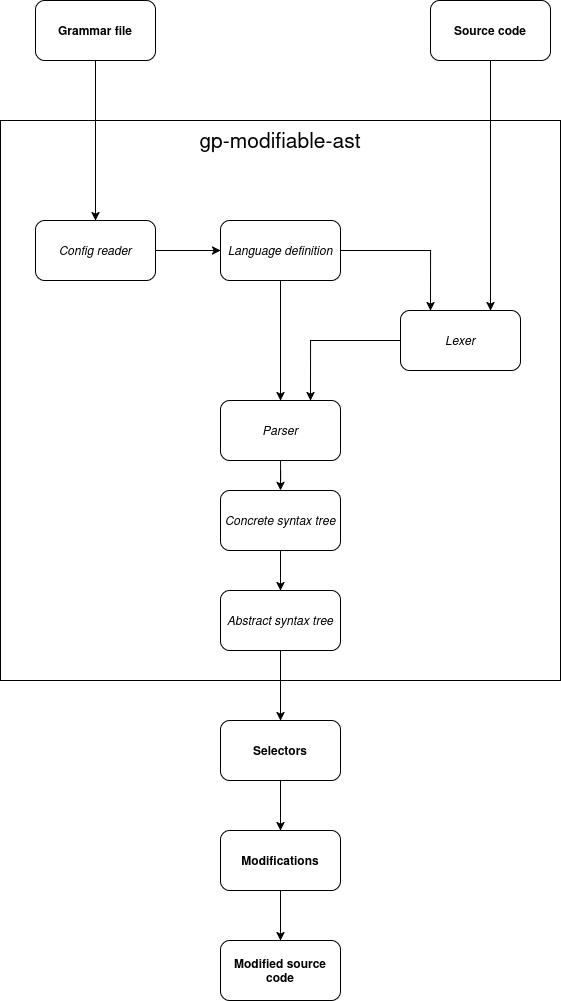 Grammar file
Source code
gp-modifiable-ast
Config reader
Language definition
Lexer
Parser
Concrete syntax tree
Abstract syntax tree
Selectors
Modifications
Modified source
code